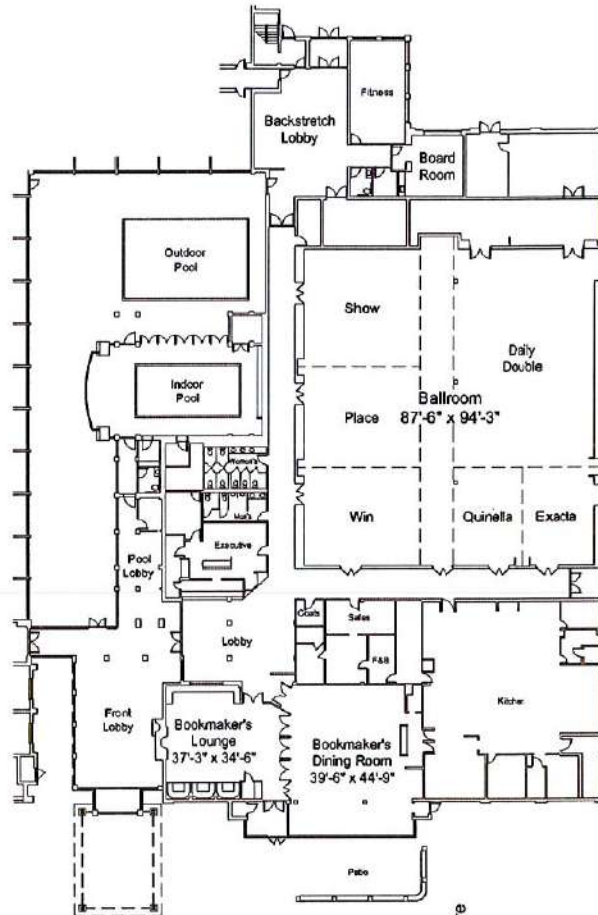 Fitness
Backstretch
Lobby
Board
Room
Outdoor
Pool
Show
Daily
Double
Indoor
Pool
Ballroom
87'-6" x 94'-3"
Place
Women's
Men's
Win
Quinella
Exacta
Executive
Pool
Lobby
Coats
Sales
Lobby
F&B
Kitchen
Front
Lobby
Bookmaker's
Lounge
37'-3" x 34'-6"
Bookmaker's
Dining Room
39'-6" x 44'-9"
Patio
e